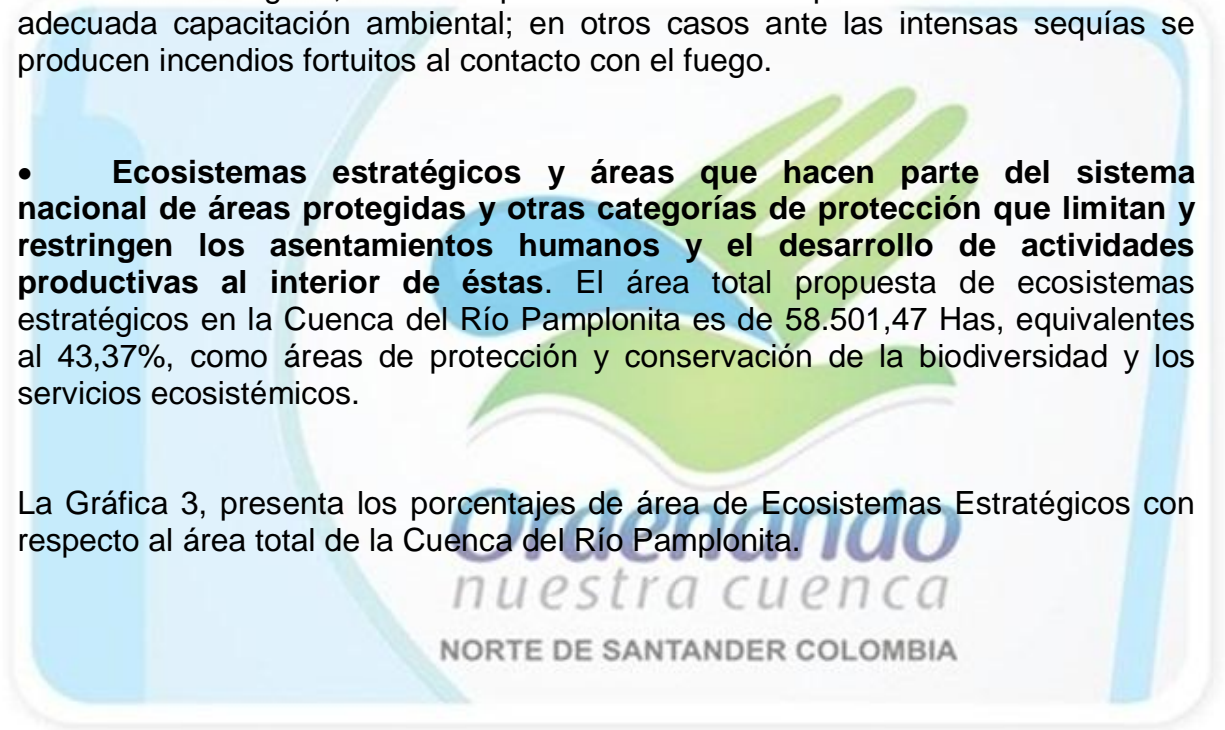 adecuada capacitación ambiental; en otros casos ante las intensas sequías se
producen incendios fortuitos al contacto con el fuego.
• Ecosistemas estratégicos y áreas que hacen parte del sistema
nacional de áreas protegidas y otras categorías de protección que limitan y
restringen los asentamientos humanos y el desarrollo de actividades
productivas al interior de éstas. El área total propuesta de ecosistemas
estratégicos en la Cuenca del Río Pamplonita es de 58.501,47 Has, equivalentes
al 43,37%, como áreas de protección y conservación de la biodiversidad y los
servicios ecosistémicos.
La Gráfica 3, presenta los porcentajes de área de Ecosistemas Estratégicos con
respecto al área total de la Cuenca del Río Pamplonita.
Ordenando
nuestra cuenca
NORTE DE SANTANDER COLOMBIA